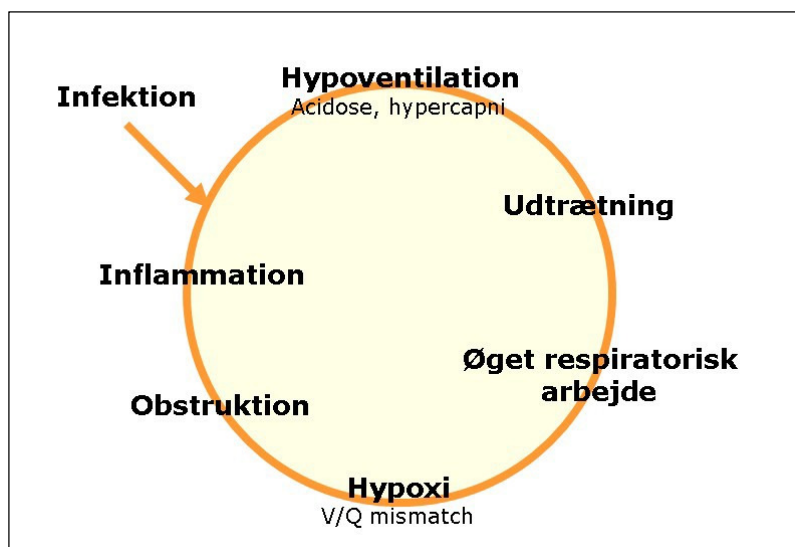 Hypoventilation
Acidose, hypercapni
Infektion
Udtrætning
Inflammation
Øget respiratorisk
arbejde
Obstruktion
Hypoxi
V/Q mismatch